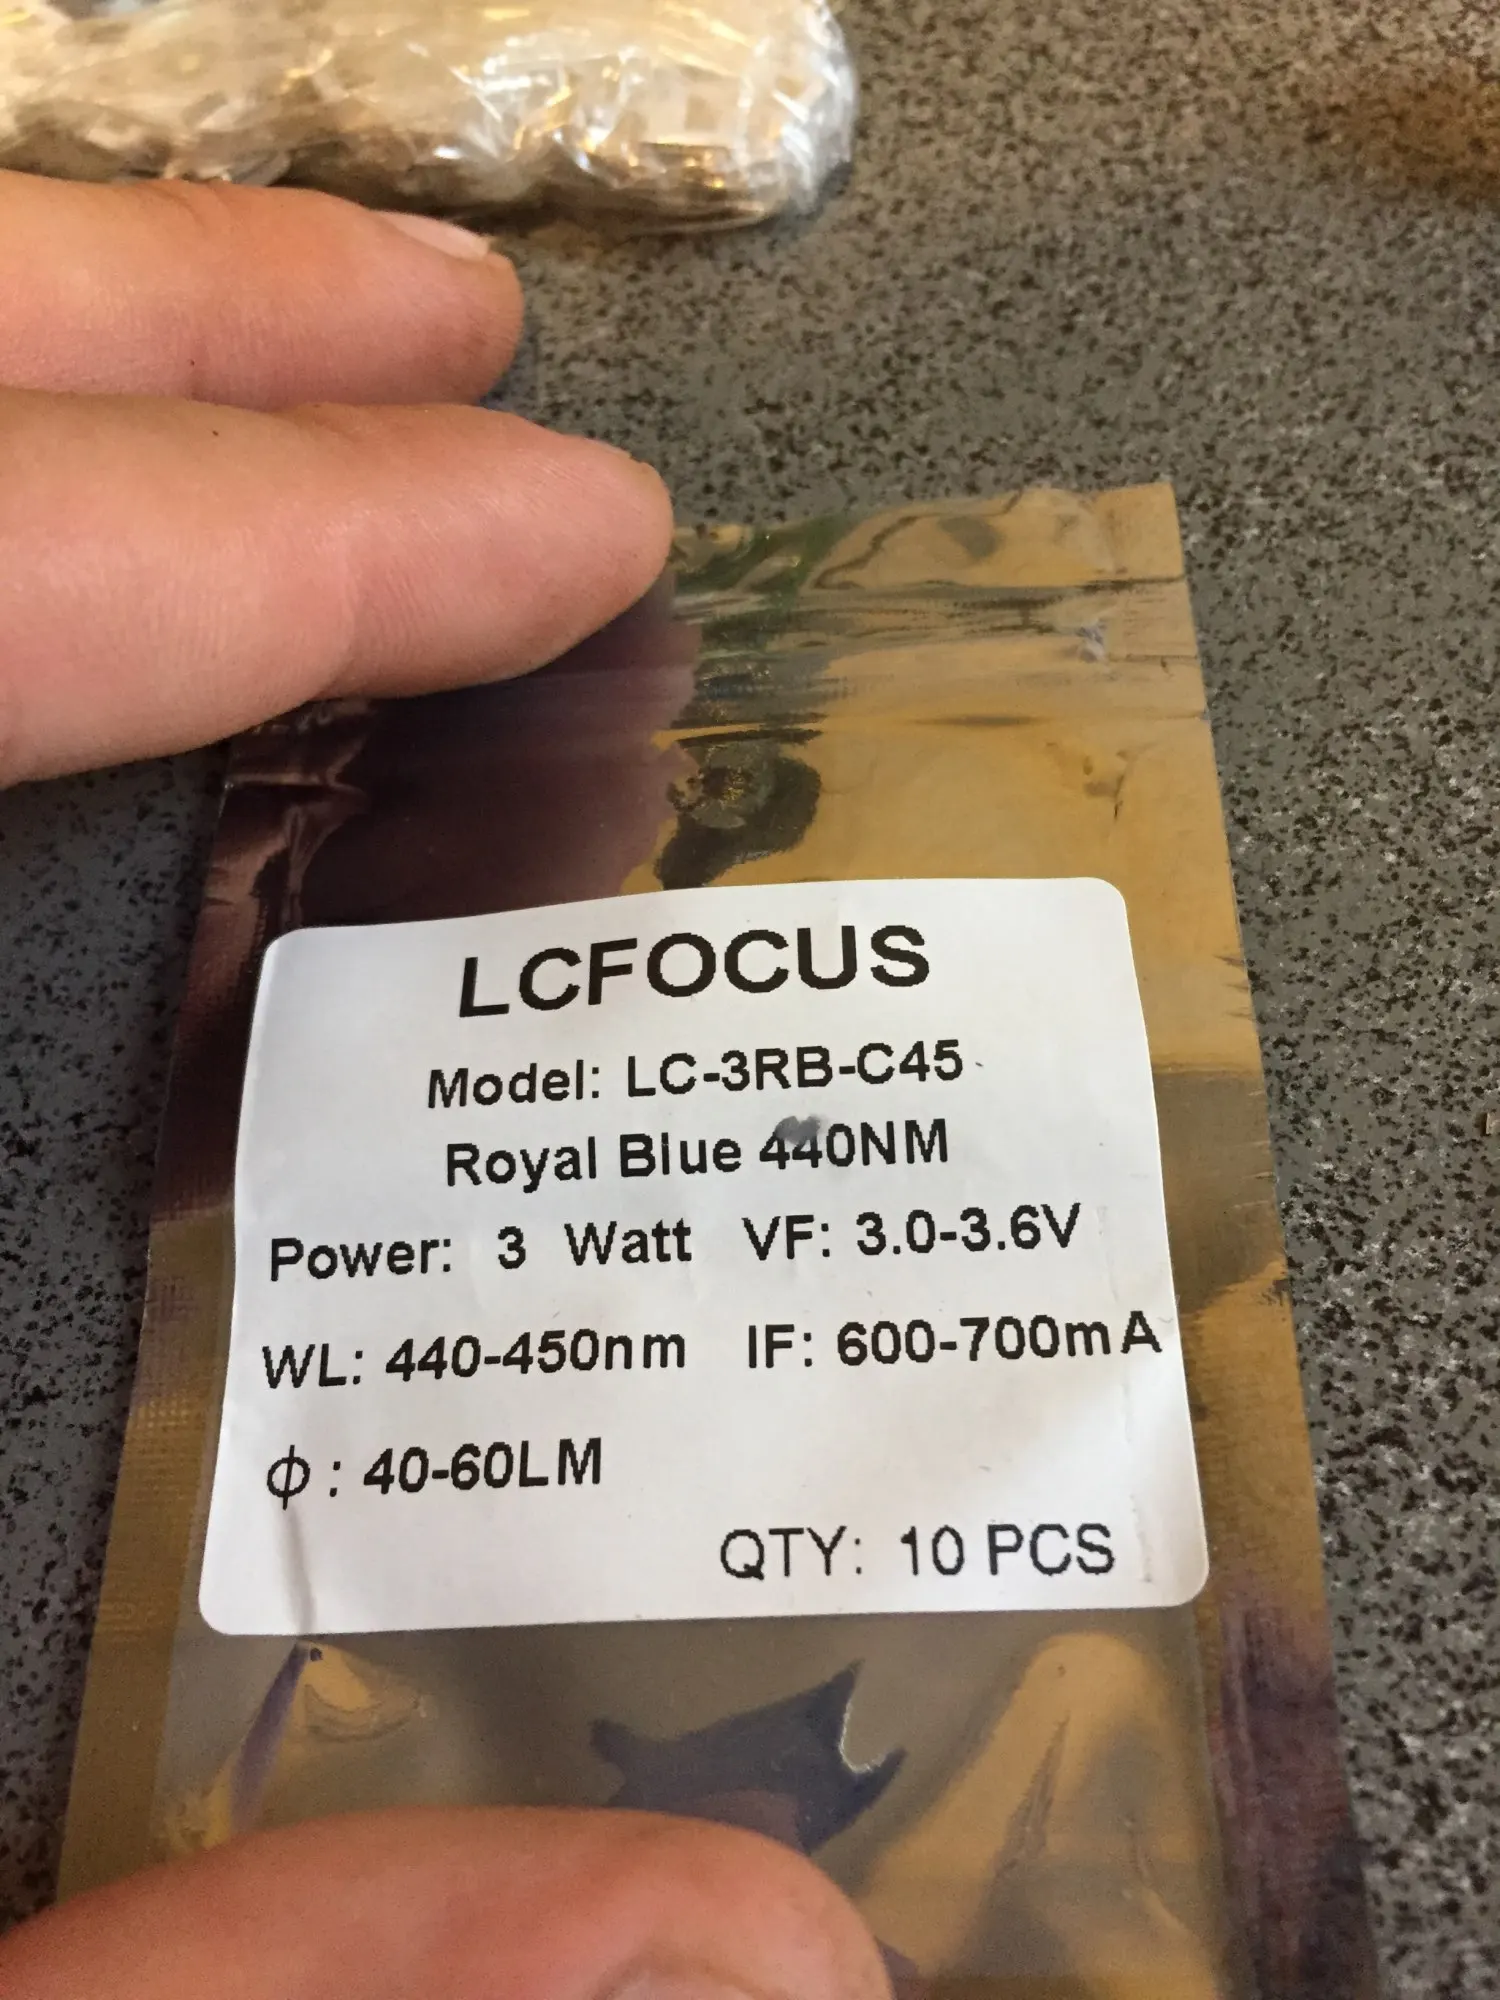 LCFOCUS
Model: LC-3RB-C45
Royal Blue 440NM
Power: 3 Watt VF: 3.0-3.6V
WL: 440-450nm IF: 600-700mA
ϕ: 40-60LM
QTY: 10 PCS